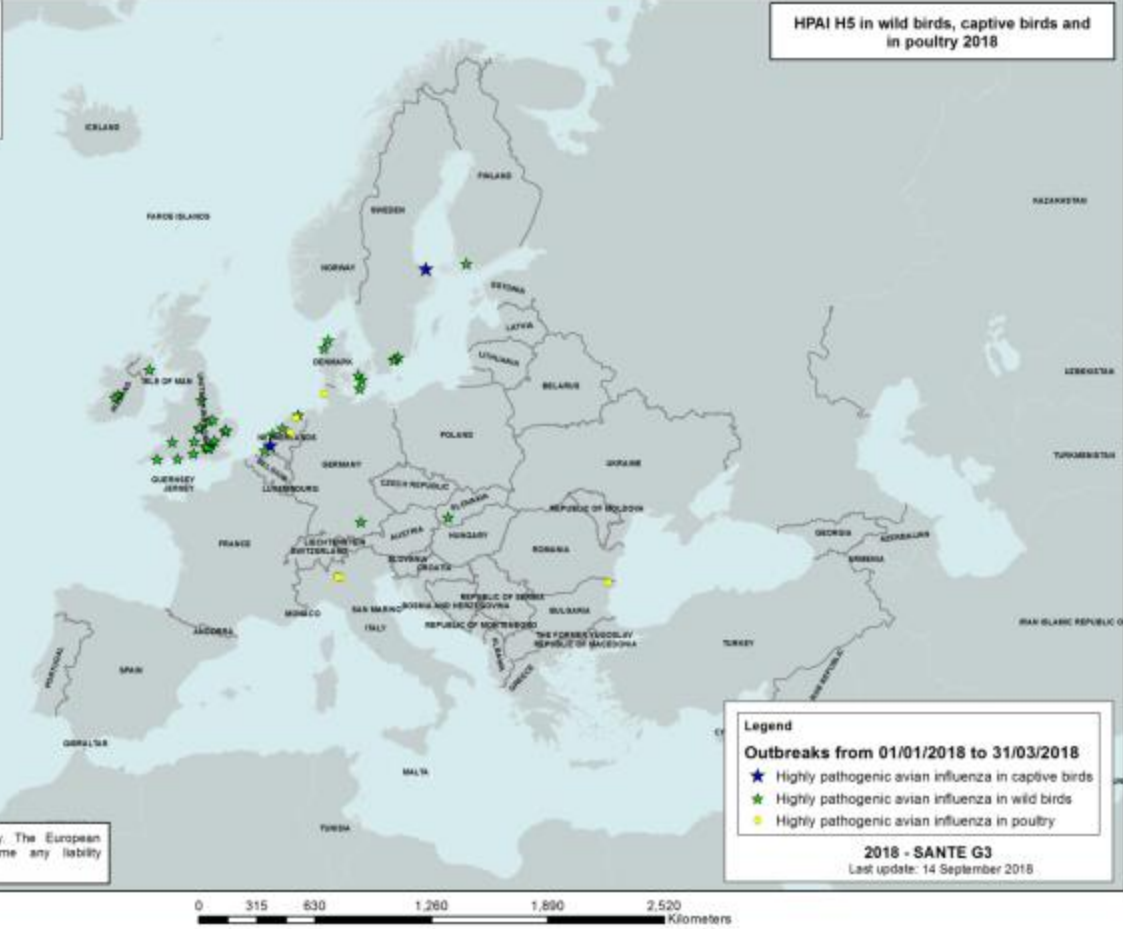 HPAI H5 in wild birds, captive birds and
in poultry 2018
ICELAND
FAROE ISLANDS
FINLAND
SWEDEN
NORWAY
KAZAKHSTAN
ESTONIA
LATVIA
LITHUANIA
DENMARK
ISLE OF MAN
BELARUS
UZBEKISTAN
NETHERLANDS
POLAND
GERMANY
UKRAINE
TURKMENISTAN
BELGIUM
GUERNSEY
JERSEY
LUXEMBOURG
CZECH REPUBLIC
SLOVAKIA
REPUBLIC OF MOLDOVA
FRANCE
LIECHTENSTEIN
SWITZERLAND
AUSTRIA
HUNGARY
ROMANIA
GEORGIA
AZERBAIJAN
ARMENIA
SLOVENIA
CROATIA
REPUBLIC OF SERBIA
MONACO
SAN MARINO
BOSNIA AND HERZEGOVINA
BULGARIA
ITALY
REPUBLIC OF MONTENEGRO
IRAN ISLAMIC REPUBLIC O
ANDORRA
THE FORMER YUGOSLAV
REPUBLIC OF MACEDONIA
TURKEY
PORTUGAL
SPAIN
ALBANIA
GREECE
GIBRALTAR
MALTA
TUNISIA
Legend
Outbreaks from 01/01/2018 to 31/03/2018
Highly pathogenic avian influenza in captive birds
Highly pathogenic avian influenza in wild birds
Highly pathogenic avian influenza in poultry
2018 - SANTE G3
Last update: 14 September 2018
y. The European
me any liability
0 315 630 1,260 1,890 2,520
Kilometers